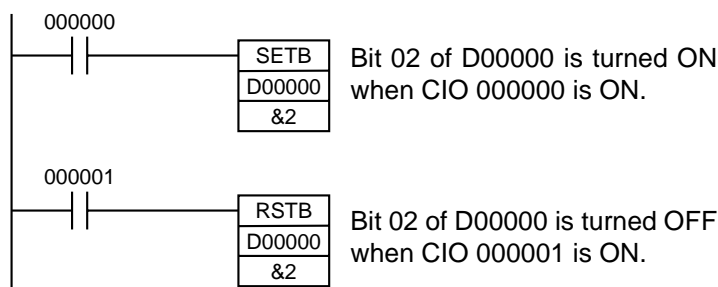 000000
SETB
D00000
&2
Bit 02 of D00000 is turned ON
when CIO 000000 is ON.
000001
RSTB
D00000
&2
Bit 02 of D00000 is turned OFF
when CIO 000001 is ON.